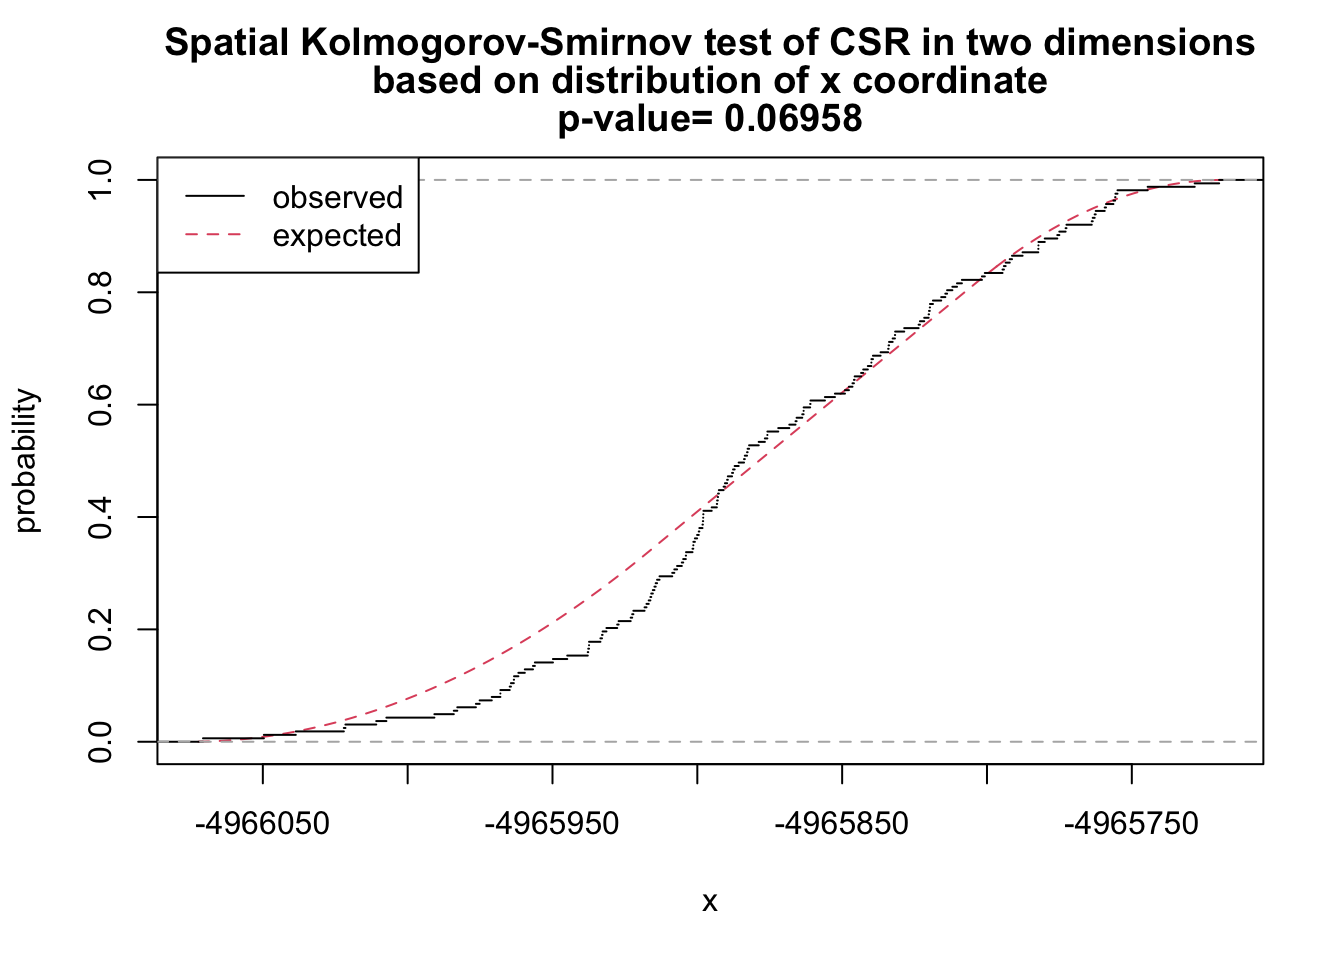 Spatial Kolmogorov-Smirnov test of CSR in two dimensions
based on distribution of x coordinate
p-value= 0.06958
observed
expected
probability
1.0
0.8
0.6
0.4
0.2
0.0
-4966050
-4965950
-4965850
-4965750
x